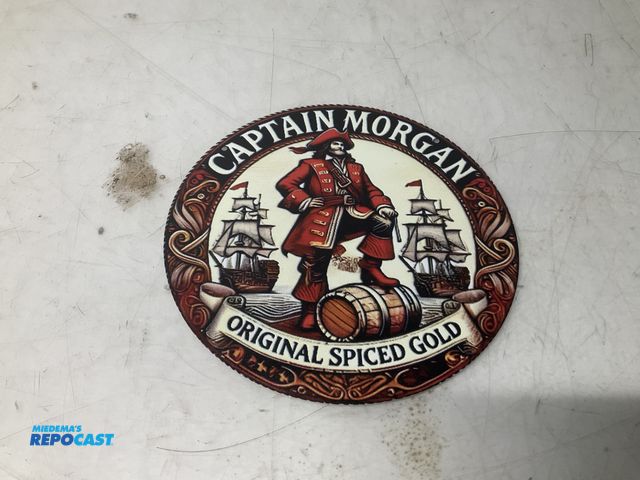 CAPTAIN MORGAN
ORIGINAL SPICED GOLD
MIEDEMA'S
REPOCAST